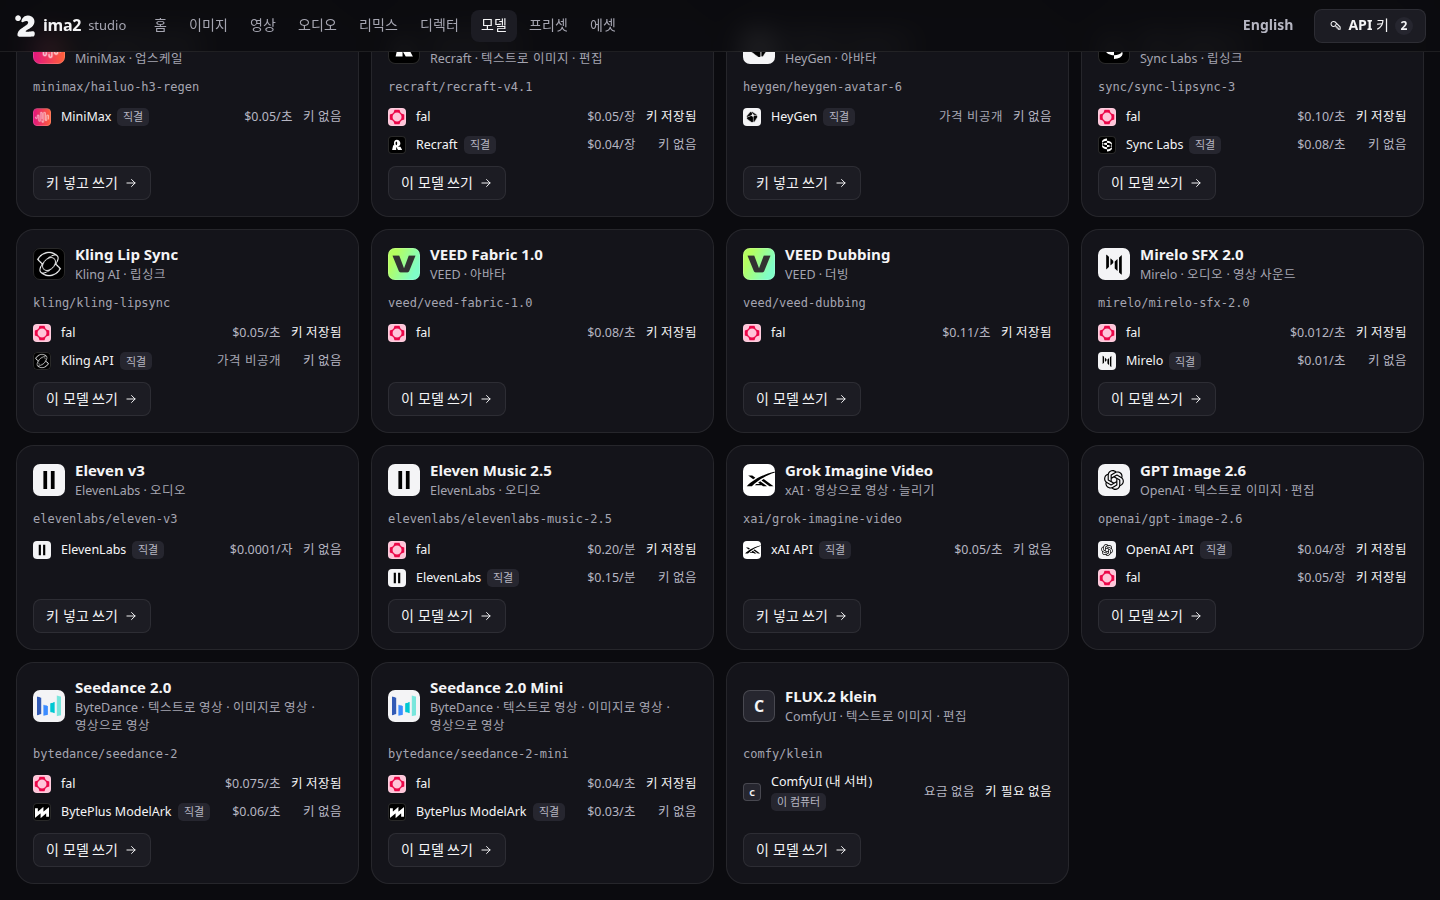 ima2 studio 홈 이미지 영상 오디오 리믹스 디렉터 모델 프리셋 에셋 English API 키 2
MiniMax · 업스케일
minimax/hailuo-h3-regen
MiniMax 직결 $0.05/초 키 없음
키 넣고 쓰기 →
Recraft · 텍스트로 이미지 · 편집
recraft/recraft-v4.1
fal $0.05/장 키 저장됨
Recraft 직결 $0.04/장 키 없음
이 모델 쓰기 →
HeyGen · 아바타
heygen/heygen-avatar-6
HeyGen 직결 가격 비공개 키 없음
키 넣고 쓰기 →
Sync Labs · 립싱크
sync/sync-lipsync-3
fal $0.10/초 키 저장됨
Sync Labs 직결 $0.08/초 키 없음
이 모델 쓰기 →
Kling Lip Sync
Kling AI · 립싱크
kling/kling-lipsync
fal $0.05/초 키 저장됨
Kling API 직결 가격 비공개 키 없음
이 모델 쓰기 →
VEED Fabric 1.0
VEED · 아바타
veed/veed-fabric-1.0
fal $0.08/초 키 저장됨
이 모델 쓰기 →
VEED Dubbing
VEED · 더빙
veed/veed-dubbing
fal $0.11/초 키 저장됨
이 모델 쓰기 →
Mirelo SFX 2.0
Mirelo · 오디오 · 영상 사운드
mirelo/mirelo-sfx-2.0
fal $0.012/초 키 저장됨
Mirelo 직결 $0.01/초 키 없음
이 모델 쓰기 →
Eleven v3
ElevenLabs · 오디오
elevenlabs/eleven-v3
ElevenLabs 직결 $0.0001/자 키 없음
키 넣고 쓰기 →
Eleven Music 2.5
ElevenLabs · 오디오
elevenlabs/elevenlabs-music-2.5
fal $0.20/분 키 저장됨
ElevenLabs 직결 $0.15/분 키 없음
이 모델 쓰기 →
Grok Imagine Video
xAI · 영상으로 영상 · 늘리기
xai/grok-imagine-video
xAI API 직결 $0.05/초 키 없음
키 넣고 쓰기 →
GPT Image 2.6
OpenAI · 텍스트로 이미지 · 편집
openai/gpt-image-2.6
OpenAI API 직결 $0.04/장 키 저장됨
fal $0.05/장 키 저장됨
이 모델 쓰기 →
Seedance 2.0
ByteDance · 텍스트로 영상 · 이미지로 영상 ·
영상으로 영상
bytedance/seedance-2
fal $0.075/초 키 저장됨
BytePlus ModelArk 직결 $0.06/초 키 없음
이 모델 쓰기 →
Seedance 2.0 Mini
ByteDance · 텍스트로 영상 · 이미지로 영상 ·
영상으로 영상
bytedance/seedance-2-mini
fal $0.04/초 키 저장됨
BytePlus ModelArk 직결 $0.03/초 키 없음
이 모델 쓰기 →
C FLUX.2 klein
ComfyUI · 텍스트로 이미지 · 편집
comfy/klein
C ComfyUI (내 서버) 요금 없음 키 필요 없음
이 컴퓨터
이 모델 쓰기 →